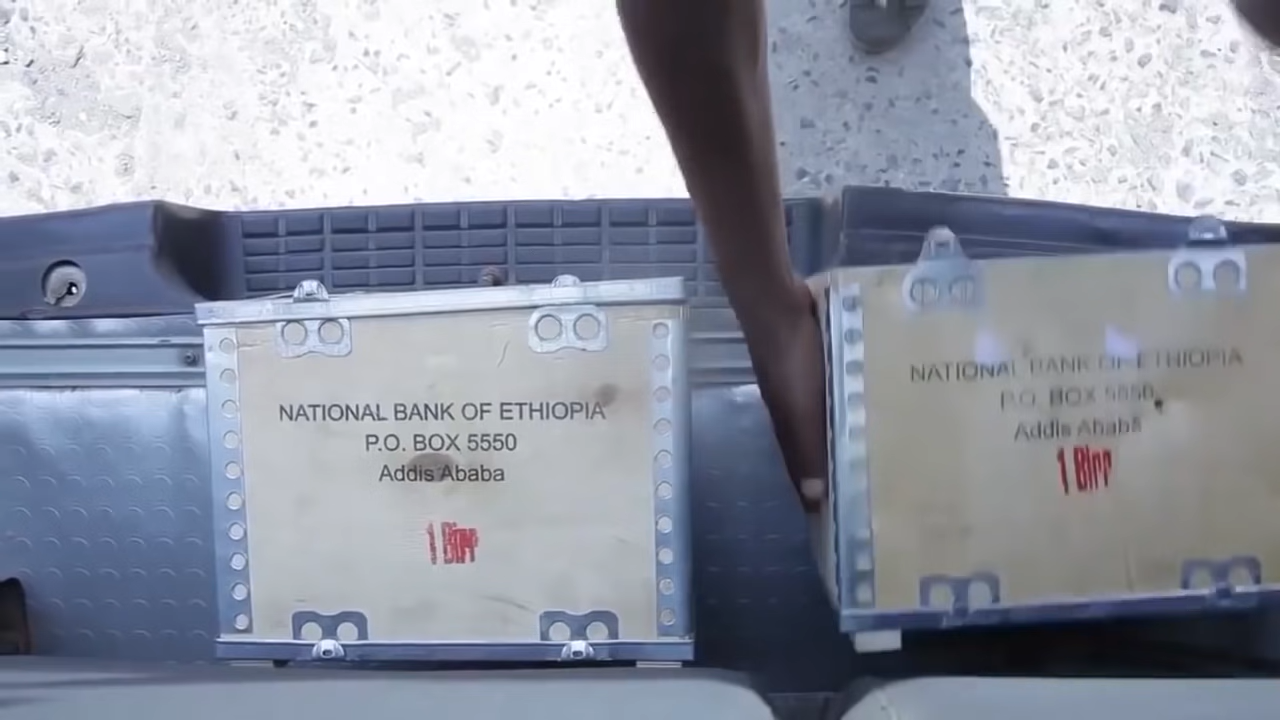 NATIONAL BANK OF ETHIOPIA
P.O. BOX 5550
Addis Ababa
1 Birr
NATIONAL BANK OF ETHIOPIA
P.O. BOX 5550
Addis Ababa
1 Birr